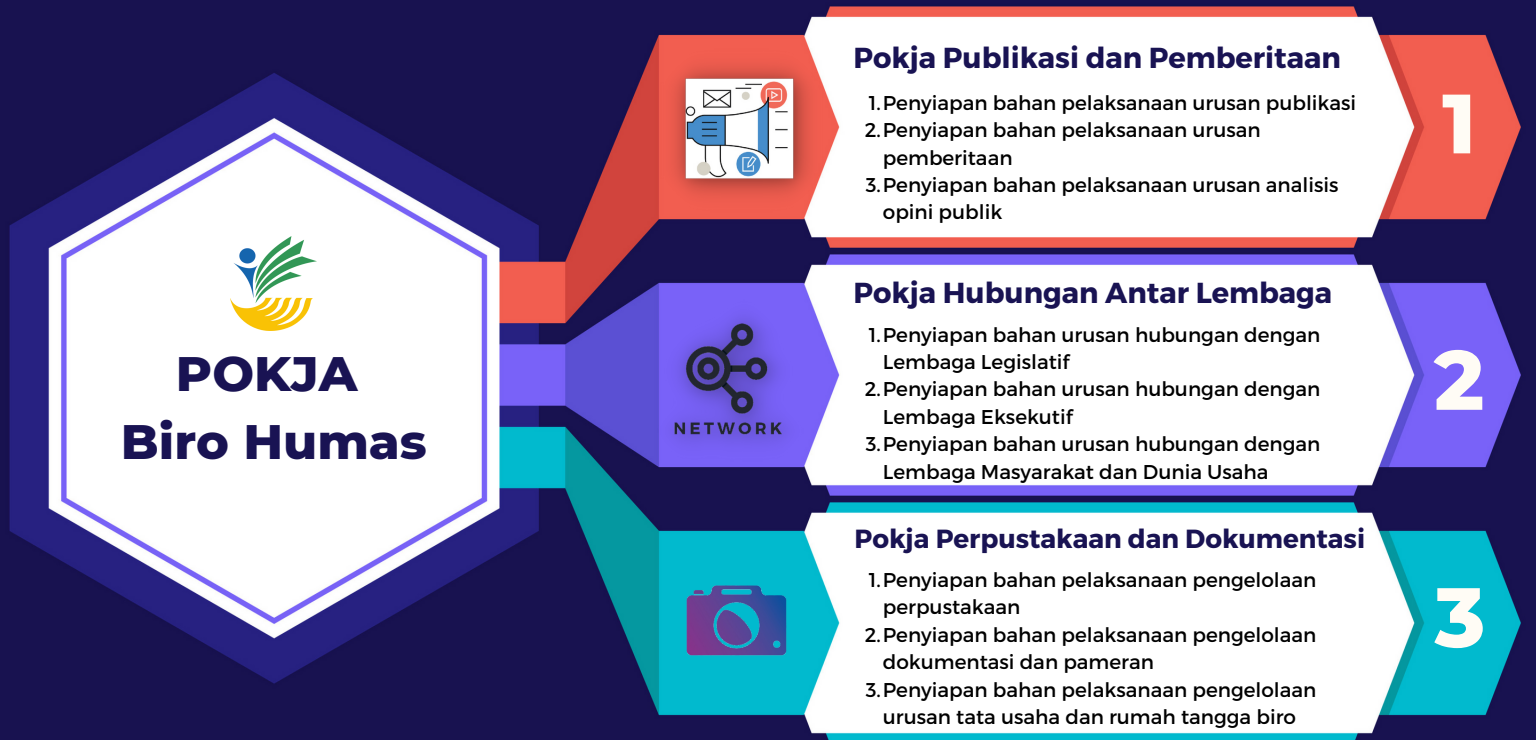 POKJA
Biro Humas
Pokja Publikasi dan Pemberitaan
1.Penyiapan bahan pelaksanaan urusan publikasi
2.Penyiapan bahan pelaksanaan urusan
pemberitaan
3.Penyiapan bahan pelaksanaan urusan analisis
opini publik
1
NETWORK
Pokja Hubungan Antar Lembaga
1.Penyiapan bahan urusan hubungan dengan
Lembaga Legislatif
2.Penyiapan bahan urusan hubungan dengan
Lembaga Eksekutif
3.Penyiapan bahan urusan hubungan dengan
Lembaga Masyarakat dan Dunia Usaha
2
Pokja Perpustakaan dan Dokumentasi
1.Penyiapan bahan pelaksanaan pengelolaan
perpustakaan
2.Penyiapan bahan pelaksanaan pengelolaan
dokumentasi dan pameran
3.Penyiapan bahan pelaksanaan pengelolaan
urusan tata usaha dan rumah tangga biro
3